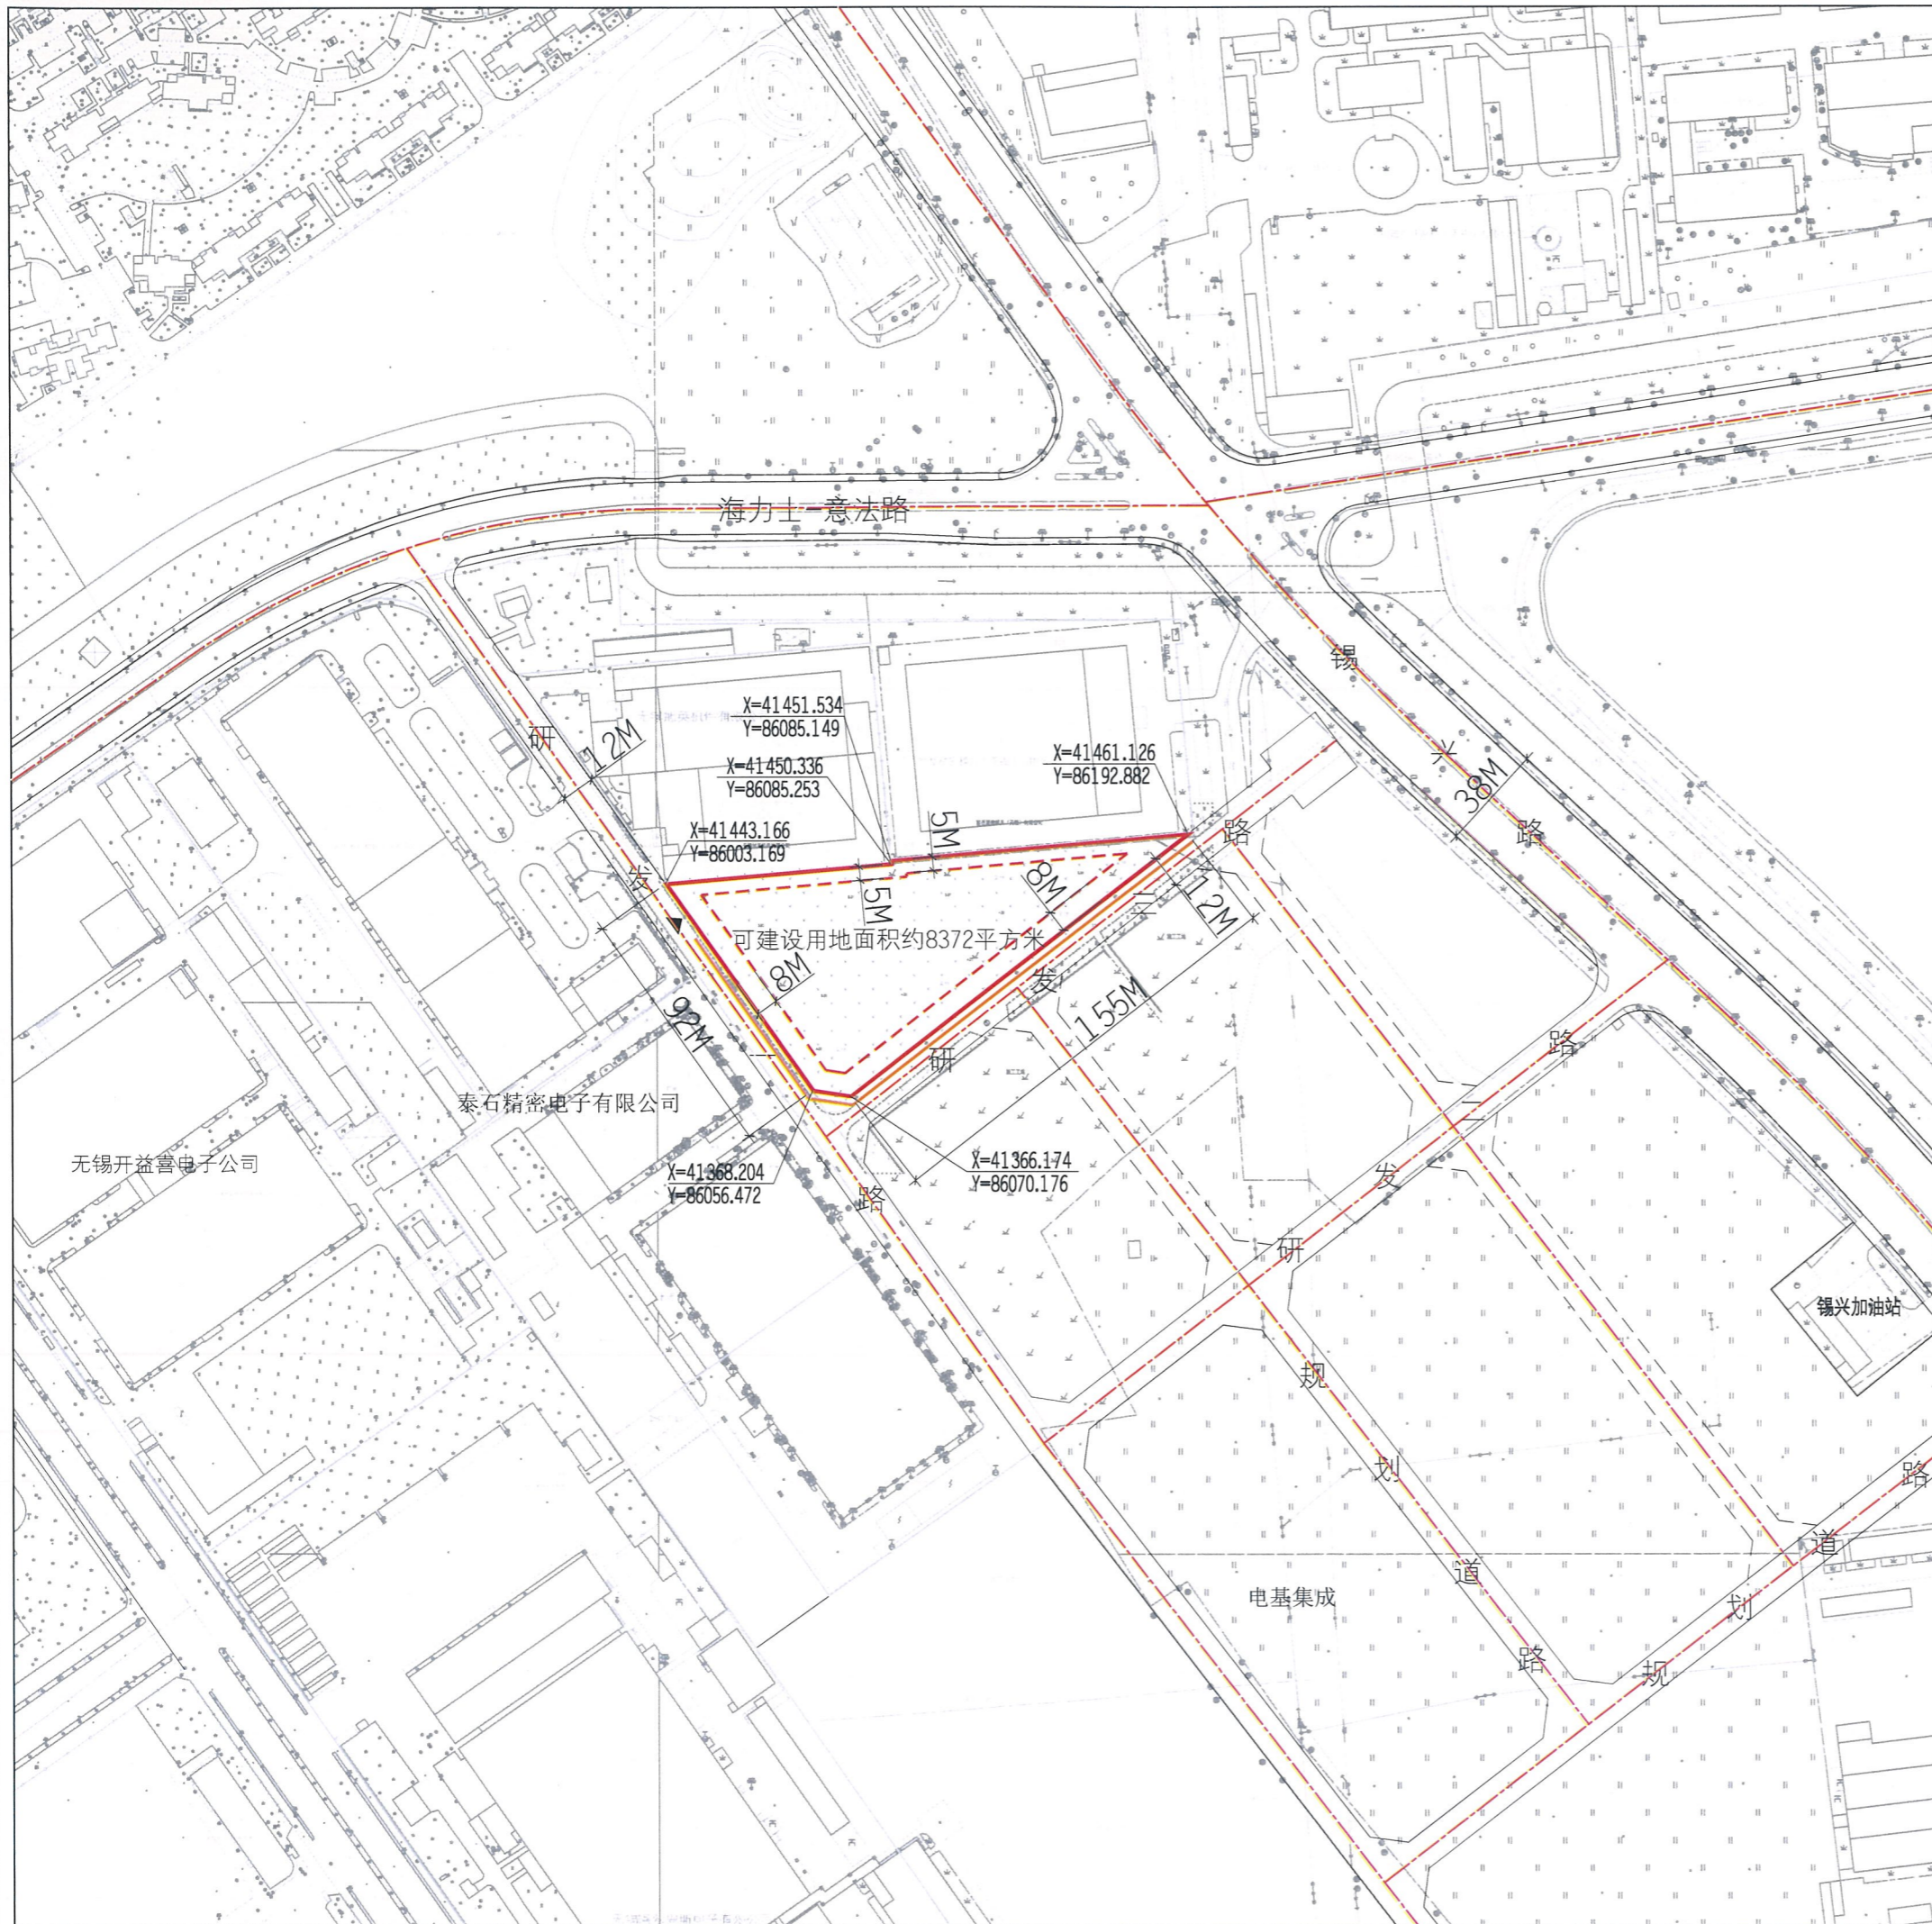 海力士-意法路
锡
兴
路
38M
研
发
一
路
12M
X=41451.534
Y=86085.149
X=41450.336
Y=86085.253
X=41461.126
Y=86192.882
X=41443.166
Y=86003.169
5M
5M
8M
12M
路
三
发
研
可建设用地面积约8372平方米
8M
92M
155M
泰石精密电子有限公司
无锡开益喜电子公司
X=41368.204
Y=86056.472
X=41366.174
Y=86070.176
路
二
发
研
锡兴加油站
规
划
道
路
路
道
划
规
电基集成